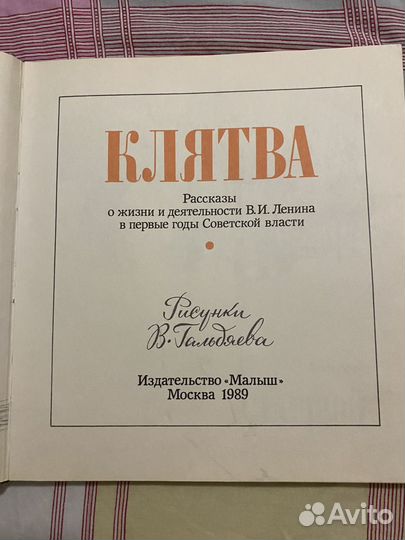 КЛЯТВА
Рассказы
о жизни и деятельности В. И. Ленина
в первые годы Советской власти
Рисунки
В. Гальдяева
Издательство «Малыш»
Москва 1989
Avito